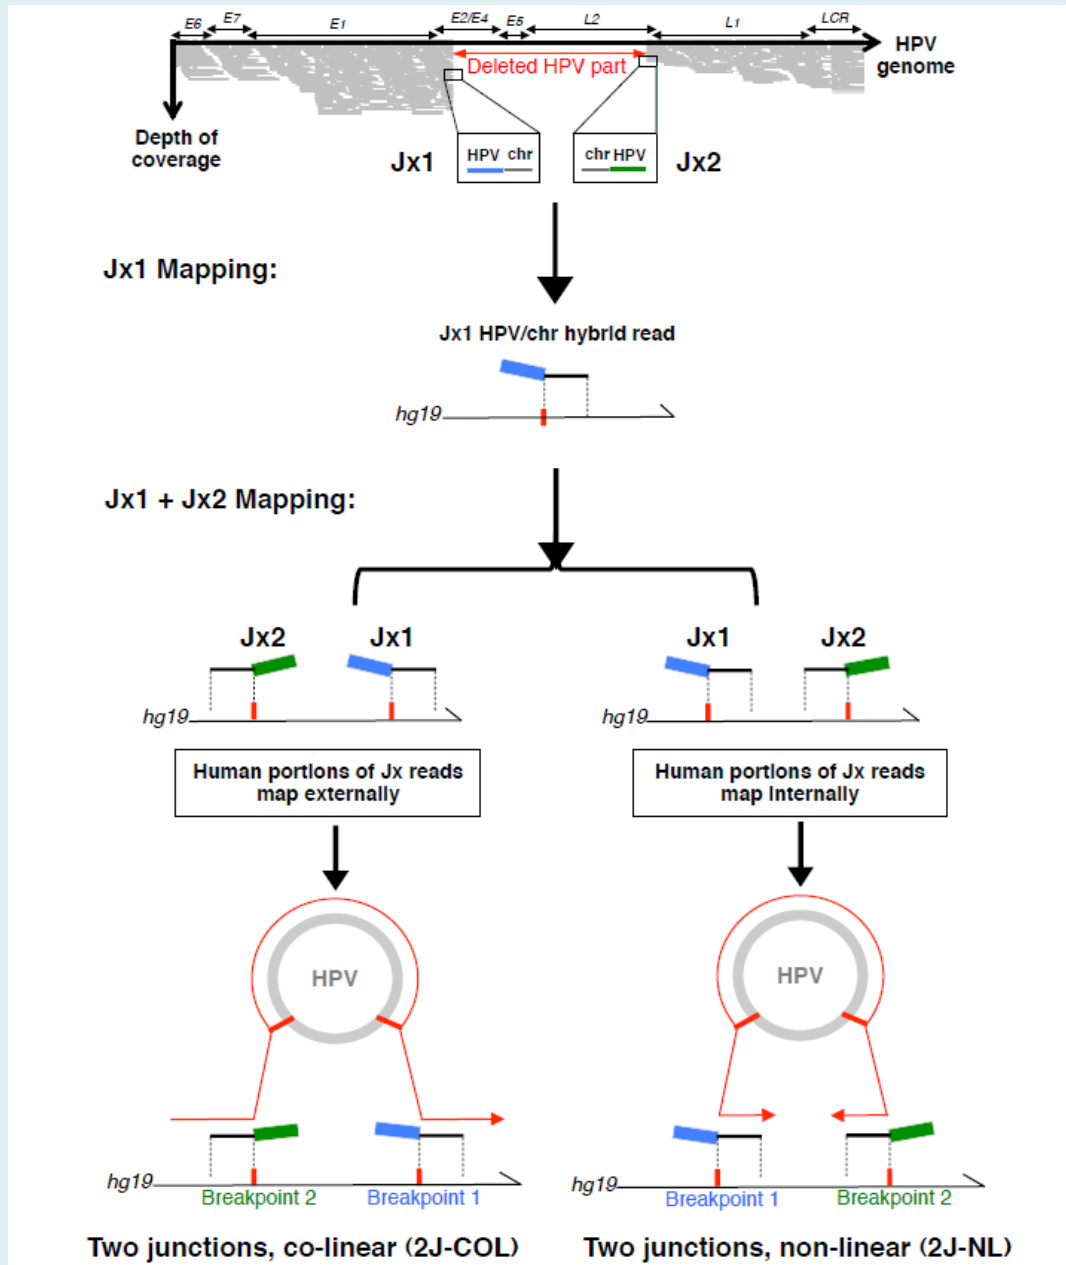 E6 E7 E1 E2/E4 E5 L2 L1 LCR
HPV
genome
Deleted HPV part
Depth of
coverage
Jx1
HPV chr
chr HPV
Jx2
Jx1 Mapping:
Jx1 HPV/chr hybrid read
hg19
Jx1 + Jx2 Mapping:
Jx2 Jx1
Jx1 Jx2
hg19
hg19
Human portions of Jx reads
map externally
Human portions of Jx reads
map internally
HPV
HPV
hg19
Breakpoint 2 Breakpoint 1
hg19
Breakpoint 1 Breakpoint 2
Two junctions, co-linear (2J-COL)
Two junctions, non-linear (2J-NL)